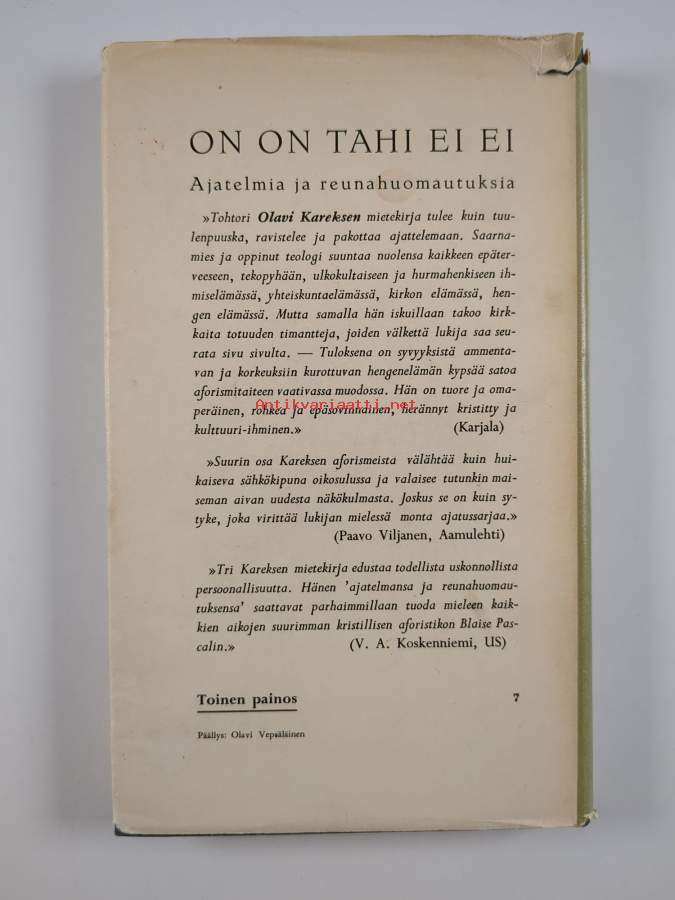 ON ON TAHI EI EI
Ajatelmia ja reunahuomautuksia
»Tohtori Olavi Kareksen mietekirja tulee kuin tuu-
lenpuuska, ravistelee ja pakottaa ajattelemaan. Saarna-
mies ja oppinut teologi suuntaa nuolensa kaikkeen epäter-
veeseen, tekopyhään, ulkokultaiseen ja hurmahenkiseen ih-
miselämässä, yhteiskuntaelämässä, kirkon elämässä, hen-
gen elämässä. Mutta samalla hän iskuillaan takoo kirk-
kaita totuuden timantteja, joiden välkettä lukija saa seu-
rata sivu sivulta. — Tuloksena on syvyyksistä ammenta-
van ja korkeuksiin kurottuvan hengenelämän kypsää satoa
aforismitaiteen vaativassa muodossa. Hän on tuore ja oma-
Antikvariaatti.net
peräinen, rohkea ja epäsovinnainen, herännyt kristitty ja
kulttuuri-ihminen.» (Karjala)
»Suurin osa Kareksen aforismeista välähtää kuin hui-
kaiseva sähkökipuna oikosulussa ja valaisee tutunkin mai-
seman aivan uudesta näkökulmasta. Joskus se on kuin sy-
tyke, joka virittää lukijan mielessä monta ajatussarjaa.»
(Paavo Viljanen, Aamulehti)
»Tri Kareksen mietekirja edustaa todellista uskonnollista
persoonallisuutta. Hänen 'ajatelmansa ja reunahuomau-
tuksensa' saattavat parhaimmillaan tuoda mieleen kaik-
kien aikojen suurimman kristillisen aforistikon Blaise Pas-
calin.» (V. A. Koskenniemi, US)
Toinen painos 7
Päällys: Olavi Vepsäläinen